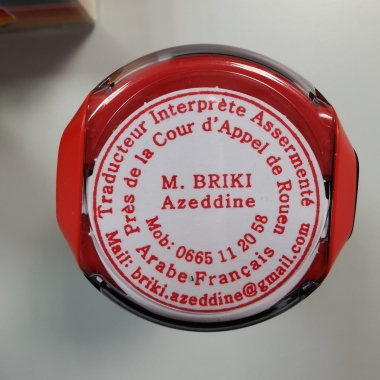 Traducteur Interprète Assermenté
Près de la Cour d'Appel de Rouen
M. BRIKI
Azeddine
Mob: 0665 11 20 58
Arabe-Français
Mail: briki.azeddine@gmail.com